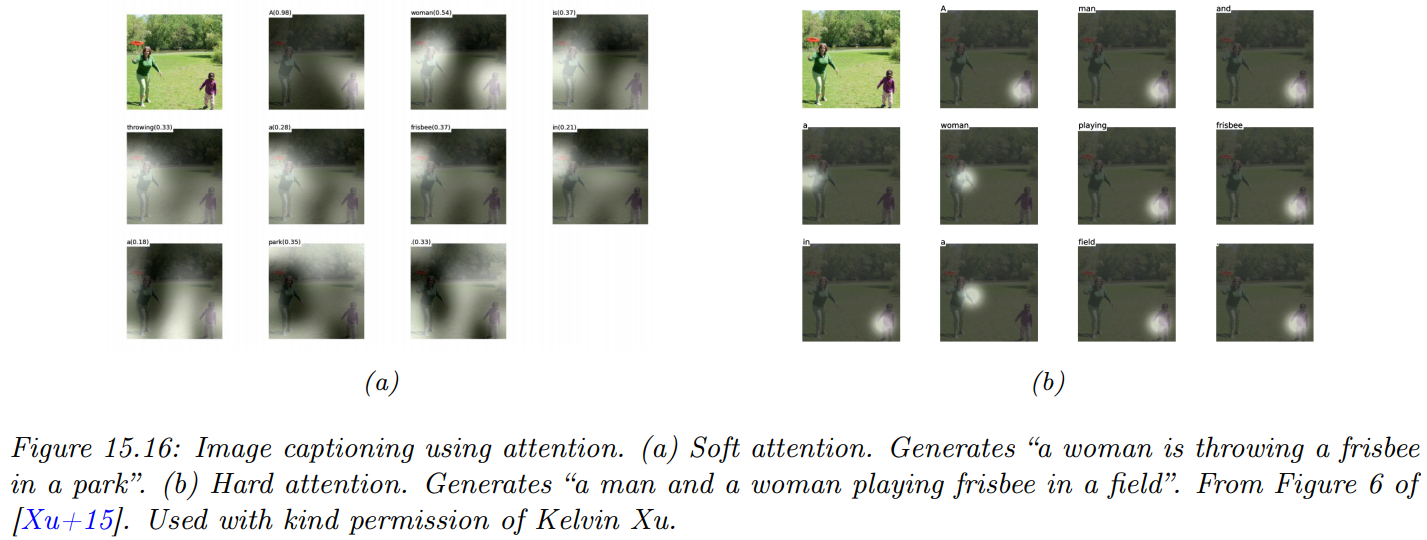 A(0.98) woman(0.54) is(0.37)
throwing(0.33) a(0.28) frisbee(0.37) in(0.21)
a(0.18) park(0.35) .(0.33)
(a)
A man and
a woman playing frisbee
in a field .
(b)
Figure 15.16: Image captioning using attention. (a) Soft attention. Generates “a woman is throwing a frisbee
in a park”. (b) Hard attention. Generates “a man and a woman playing frisbee in a field”. From Figure 6 of
[Xu+15]. Used with kind permission of Kelvin Xu.